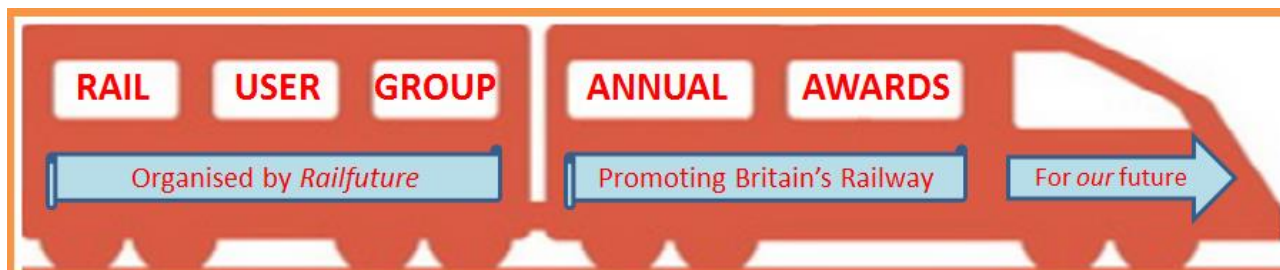 RAIL USER GROUP ANNUAL AWARDS
Organised by Railfuture Promoting Britain's Railway For our future